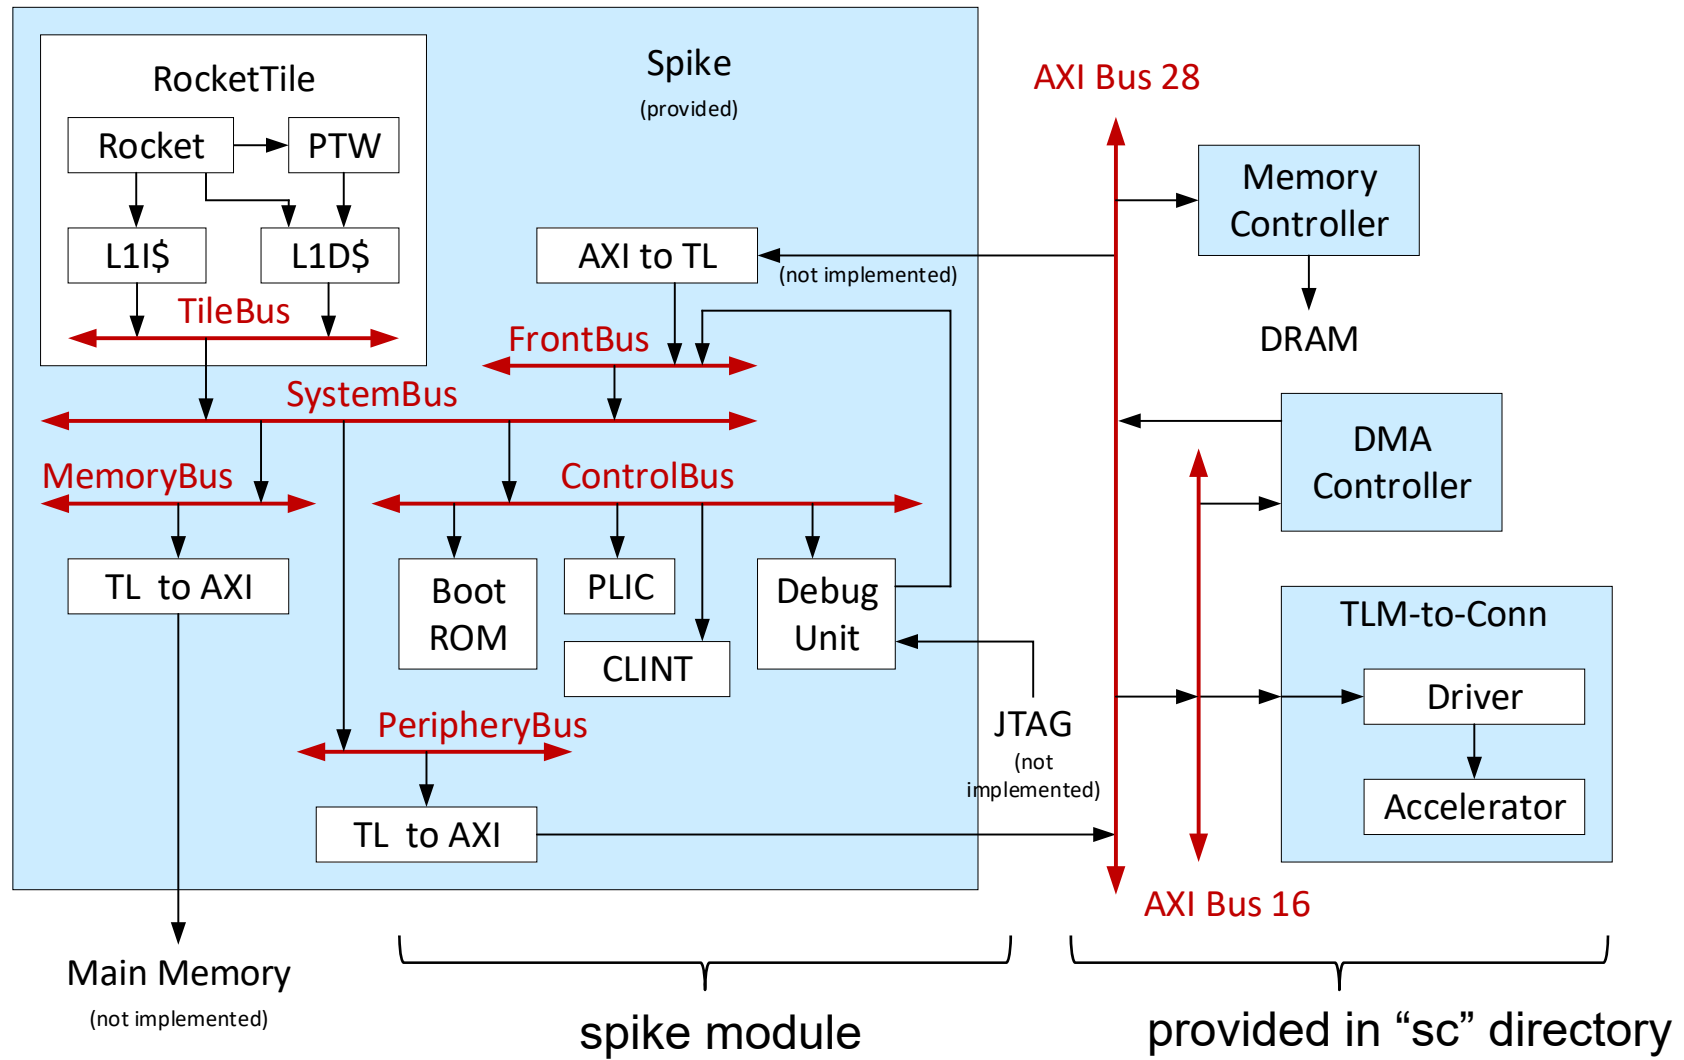 Spike
(provided)
RocketTile
Rocket
PTW
L1I$
L1D$
TileBus
AXI to TL
(not implemented)
FrontBus
SystemBus
MemoryBus
ControlBus
TL to AXI
Boot
ROM
PLIC
CLINT
Debug
Unit
PeripheryBus
TL to AXI
JTAG
(not
implemented)
Main Memory
(not implemented)
spike module
AXI Bus 28
Memory
Controller
DRAM
DMA
Controller
TLM-to-Conn
Driver
Accelerator
AXI Bus 16
provided in “sc” directory